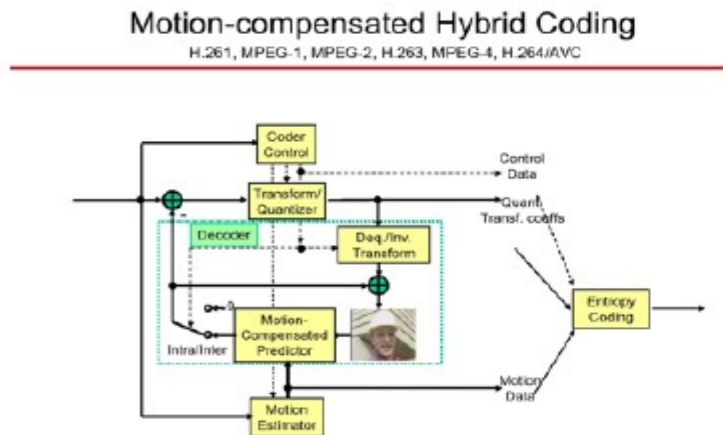 Motion-compensated Hybrid Coding
H.261, MPEG-1, MPEG-2, H.263, MPEG-4, H.264/AVC
Coder
Control
Control
Data
Transform/
Quantizer
-
Quant
Transf. coeffs
Decoder
Deq./Inv.
Transform
0
Motion-
Compensated
Predictor
Intra/Inter
Entropy
Coding
Motion
Data
Motion
Estimator